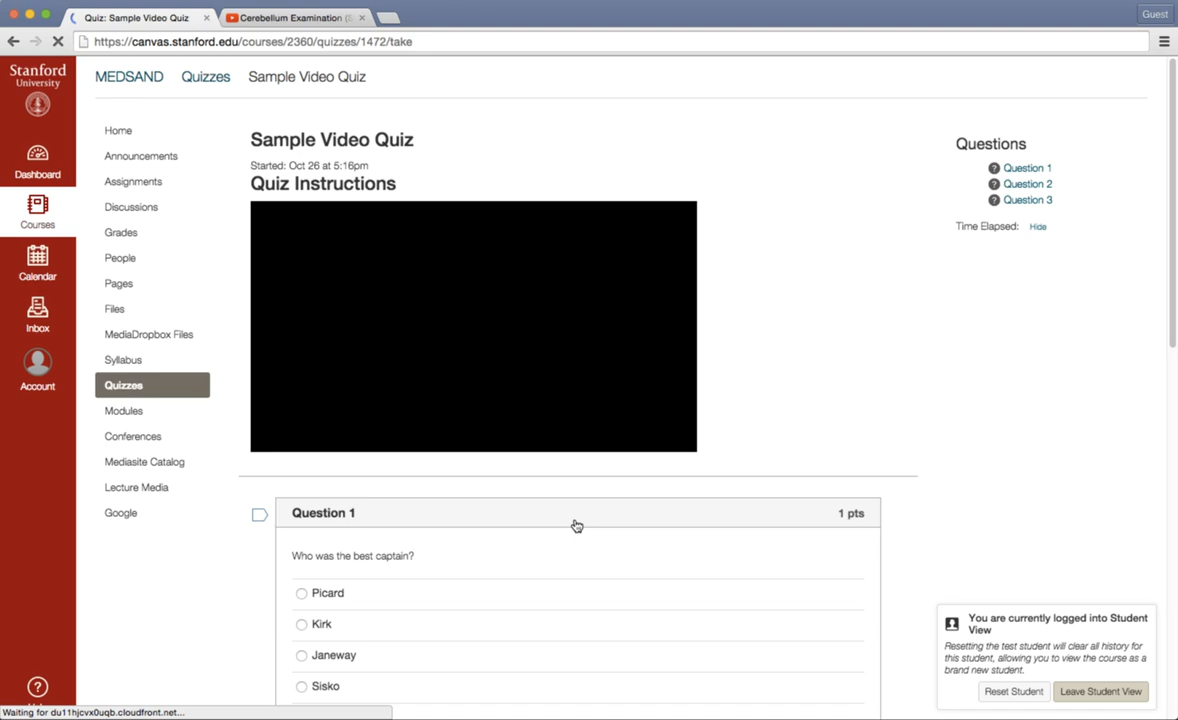 Quiz: Sample Video Quiz
Cerebellum Examination (S
Guest
https://canvas.stanford.edu/courses/2360/quizzes/1472/take
Stanford
University
MEDSAND
Quizzes
Sample Video Quiz
Dashboard
Courses
Calendar
Inbox
Account
Home
Announcements
Assignments
Discussions
Grades
People
Pages
Files
MediaDropbox Files
Syllabus
Quizzes
Modules
Conferences
Mediasite Catalog
Lecture Media
Google
Sample Video Quiz
Started: Oct 26 at 5:16pm
Quiz Instructions
Question 1
1 pts
Who was the best captain?
Picard
Kirk
Janeway
Sisko
Questions
Question 1
Question 2
Question 3
Time Elapsed: Hide
You are currently logged into Student
View
Resetting the test student will clear all history for
this student, allowing you to view the course as a
brand new student.
Reset Student
Leave Student View
Waiting for du11hjcvx0uqb.cloudfront.net...